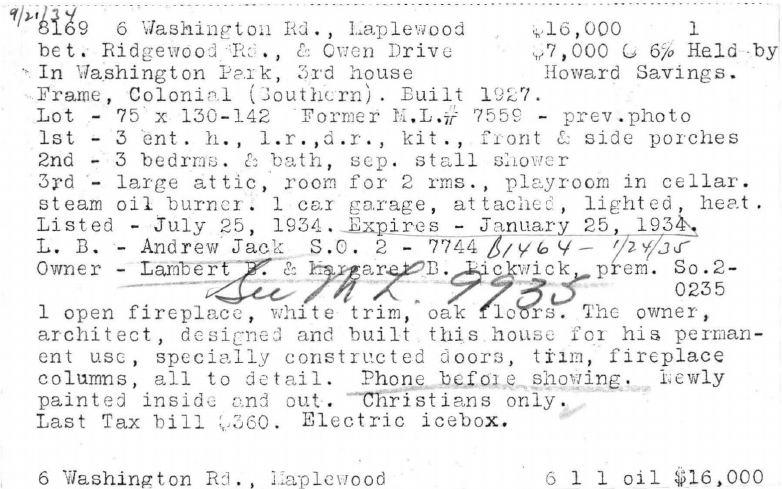 9/21/34
8169 6 Washington Rd., Maplewood $16,000 1
bet. Ridgewood Rd., & Owen Drive $7,000 @ 6% Held by
In Washington Park, 3rd house Howard Savings.
Frame, Colonial (Southern). Built 1927.
Lot - 75 x 130-142 Former M.L.# 7559 - prev.photo
1st - 3 ent. h., l.r.,d.r., kit., front & side porches
2nd - 3 bedrms. & bath, sep. stall shower
3rd - large attic, room for 2 rms., playroom in cellar.
steam oil burner. 1 car garage, attached, lighted, heat.
Listed - July 25, 1934. Expires - January 25, 1934.
L. B. - Andrew Jack S.O. 2 - 7744 B1464 - 1/24/35
Owner - Lambert B. & Margaret B. Pickwick, prem. So.2-
0235
See M L. 9935
1 open fireplace, white trim, oak floors. The owner,
architect, designed and built this house for his perman-
ent use, specially constructed doors, trim, fireplace
columns, all to detail. Phone before showing. Newly
painted inside and out. Christians only.
Last Tax bill $360. Electric icebox.
6 Washington Rd., Maplewood 6 1 1 oil $16,000